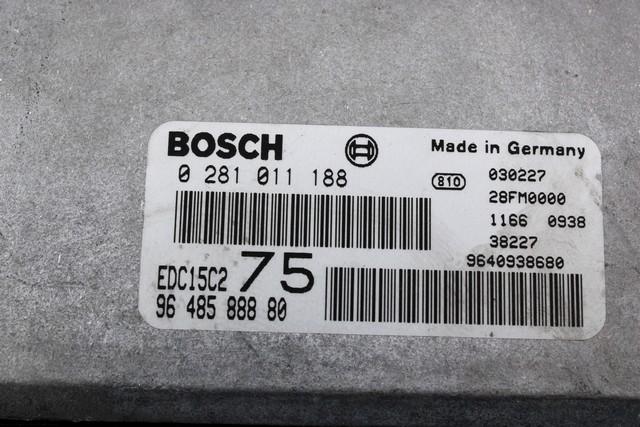 BOSCH
Made in Germany
0 281 011 188
810
030227
28FM0000
1166 0938
38227
9640938680
EDC15C2 75
96 485 888 80